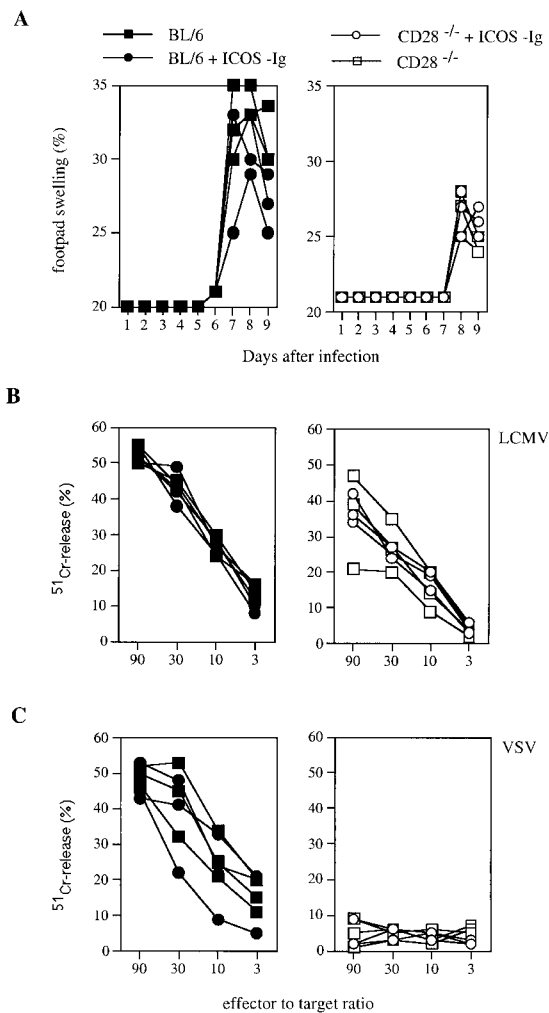 A
BL/6
BL/6 + ICOS -Ig
CD28 -/- + ICOS -Ig
CD28 -/-
footpad swelling (%)
35
30
25
20
1 2 3 4 5 6 7 8 9
35
30
25
20
1 2 3 4 5 6 7 8 9
Days after infection
B
LCMV
51Cr-release (%)
60
50
40
30
20
10
0
90 30 10 3
60
50
40
30
20
10
0
90 30 10 3
C
VSV
51Cr-release (%)
60
50
40
30
20
10
0
90 30 10 3
60
50
40
30
20
10
0
90 30 10 3
effector to target ratio